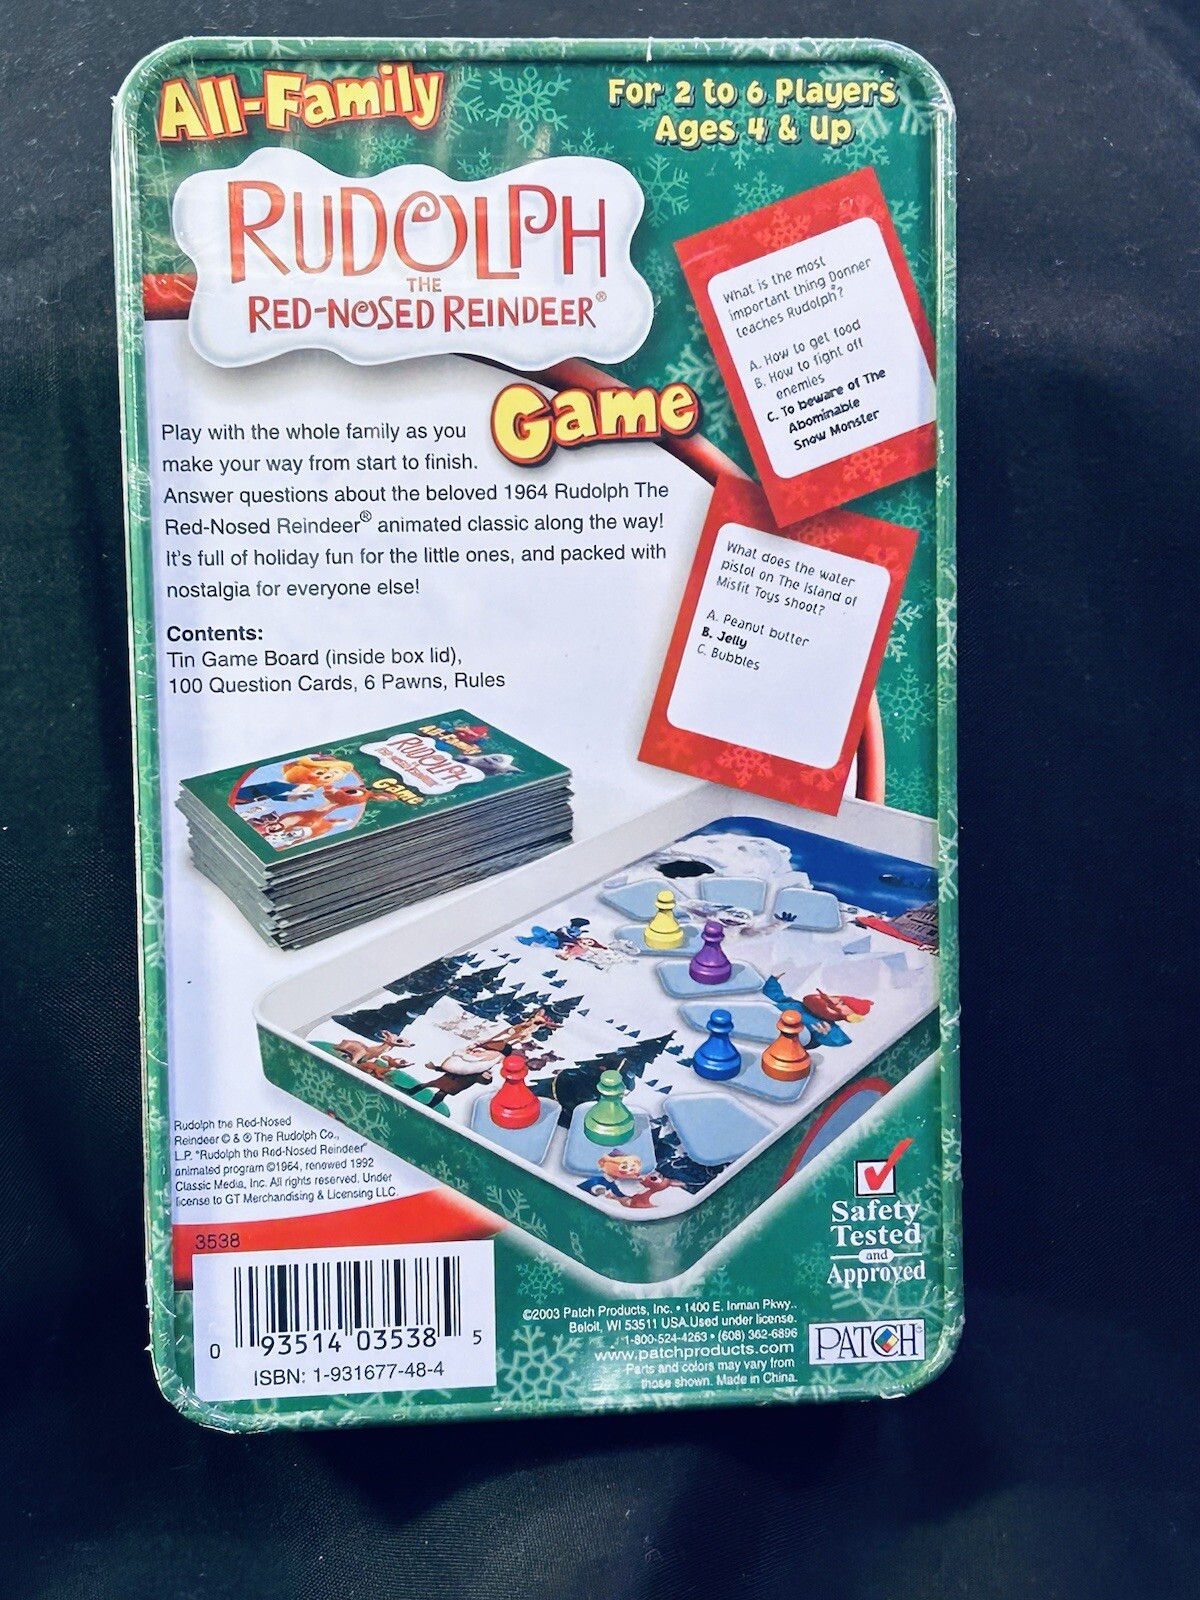 All-Family
For 2 to 6 Players
Ages 4 & Up
RUDOLPH
THE
RED-NOSED REINDEER®
Game
What is the most
important thing Donner
teaches Rudolph®?
A. How to get food
B. How to fight off
enemies
C. To beware of The
Abominable
Snow Monster
Play with the whole family as you
make your way from start to finish.
Answer questions about the beloved 1964 Rudolph The
Red-Nosed Reindeer® animated classic along the way!
It's full of holiday fun for the little ones, and packed with
nostalgia for everyone else!
What does the water
pistol on The Island of
Misfit Toys shoot?
A. Peanut butter
B. Jelly
C. Bubbles
Contents:
Tin Game Board (inside box lid),
100 Question Cards, 6 Pawns, Rules
All-Family
RUDOLPH
Game
Rudolph the Red-Nosed
Reindeer © & ® The Rudolph Co.,
L.P. "Rudolph the Red-Nosed Reindeer"
animated program ©1964, renewed 1992
Classic Media, Inc. All rights reserved. Under
license to GT Merchandising & Licensing LLC.
3538
0 93514 03538 5
ISBN: 1-931677-48-4
Safety
Tested
and
Approved
©2003 Patch Products, Inc. • 1400 E. Inman Pkwy..
Beloit, WI 53511 USA.Used under license.
1-800-524-4263 • (608) 362-6896
www.patchproducts.com
Parts and colors may vary from
those shown. Made in China.
PATCH®